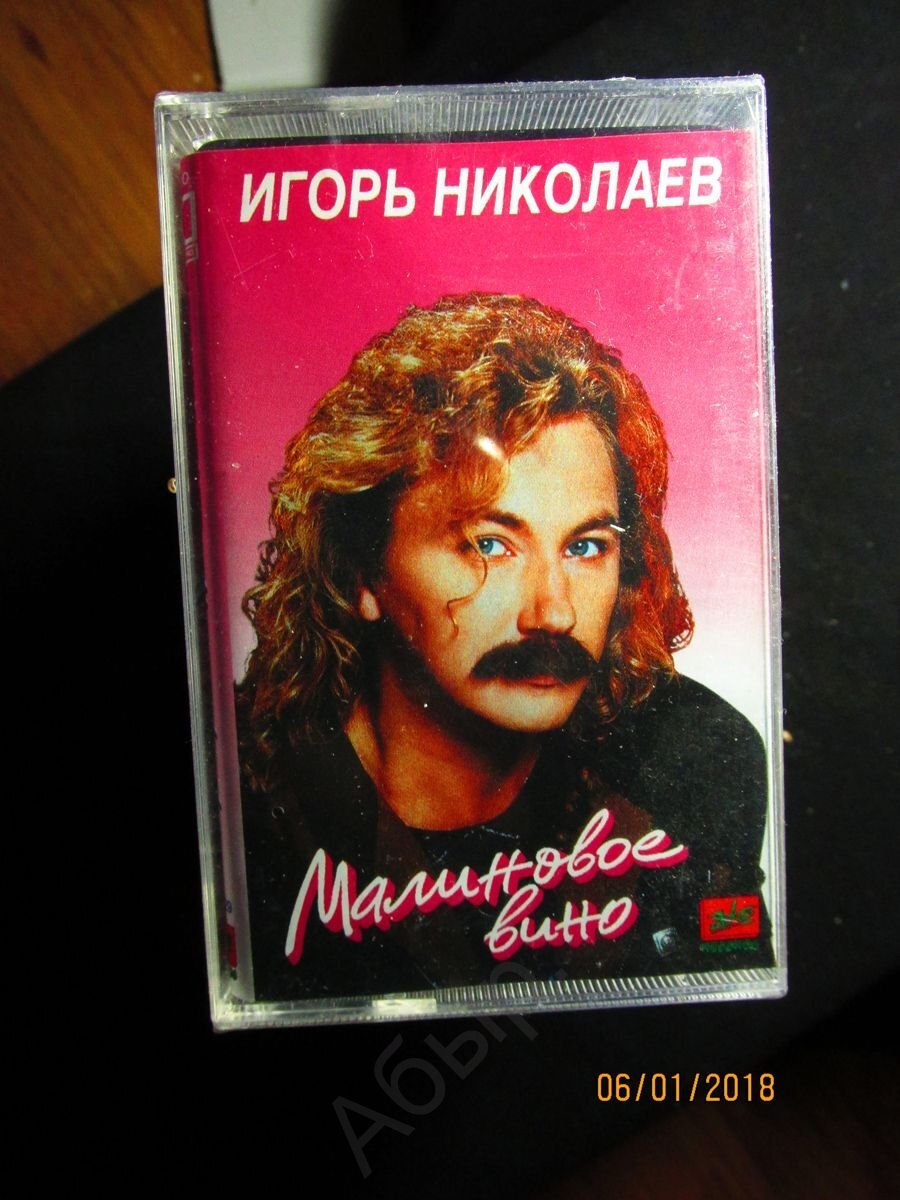 ИГОРЬ НИКОЛАЕВ
Малиновое
вино
06/01/2018